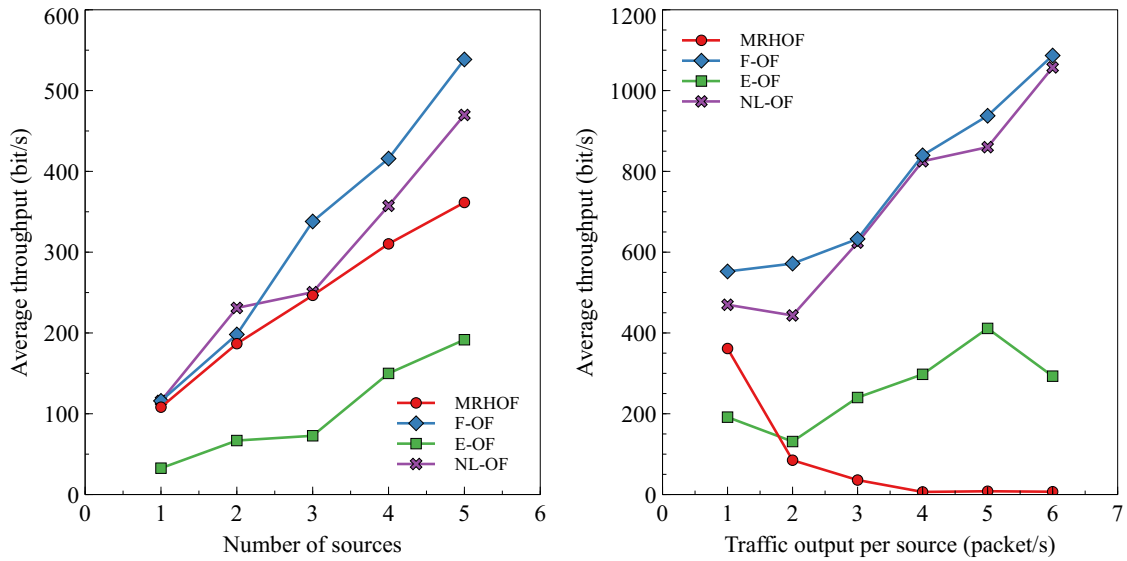 600
500
400
300
200
100
0
0 1 2 3 4 5 6
Average throughput (bit/s)
Number of sources
MRHOF
F-OF
E-OF
NL-OF
1200
1000
800
600
400
200
0
0 1 2 3 4 5 6 7
Average throughput (bit/s)
Traffic output per source (packet/s)
MRHOF
F-OF
E-OF
NL-OF